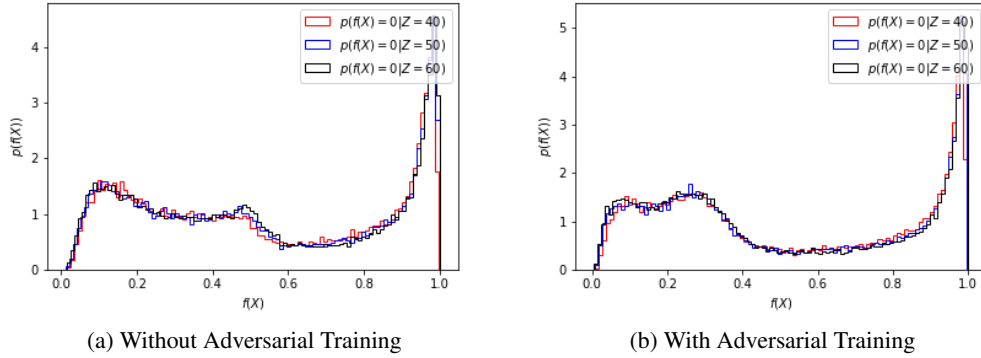 p(f(X) = 0|Z = 40)
p(f(X) = 0|Z = 50)
p(f(X) = 0|Z = 60)
p(f(X))
4
3
2
1
0
0.0 0.2 0.4 0.6 0.8 1.0
f(X)
(a) Without Adversarial Training
p(f(X) = 0|Z = 40)
p(f(X) = 0|Z = 50)
p(f(X) = 0|Z = 60)
p(f(X))
5
4
3
2
1
0
0.0 0.2 0.4 0.6 0.8 1.0
f(X)
(b) With Adversarial Training